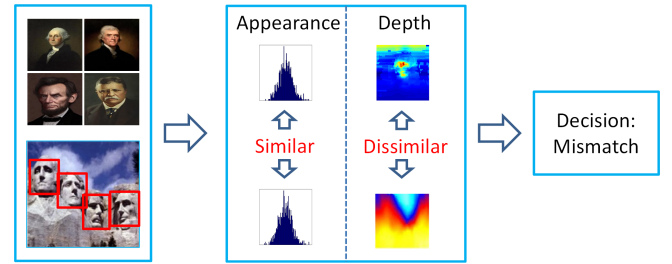 Appearance
Depth
Similar
Dissimilar
Decision:
Mismatch